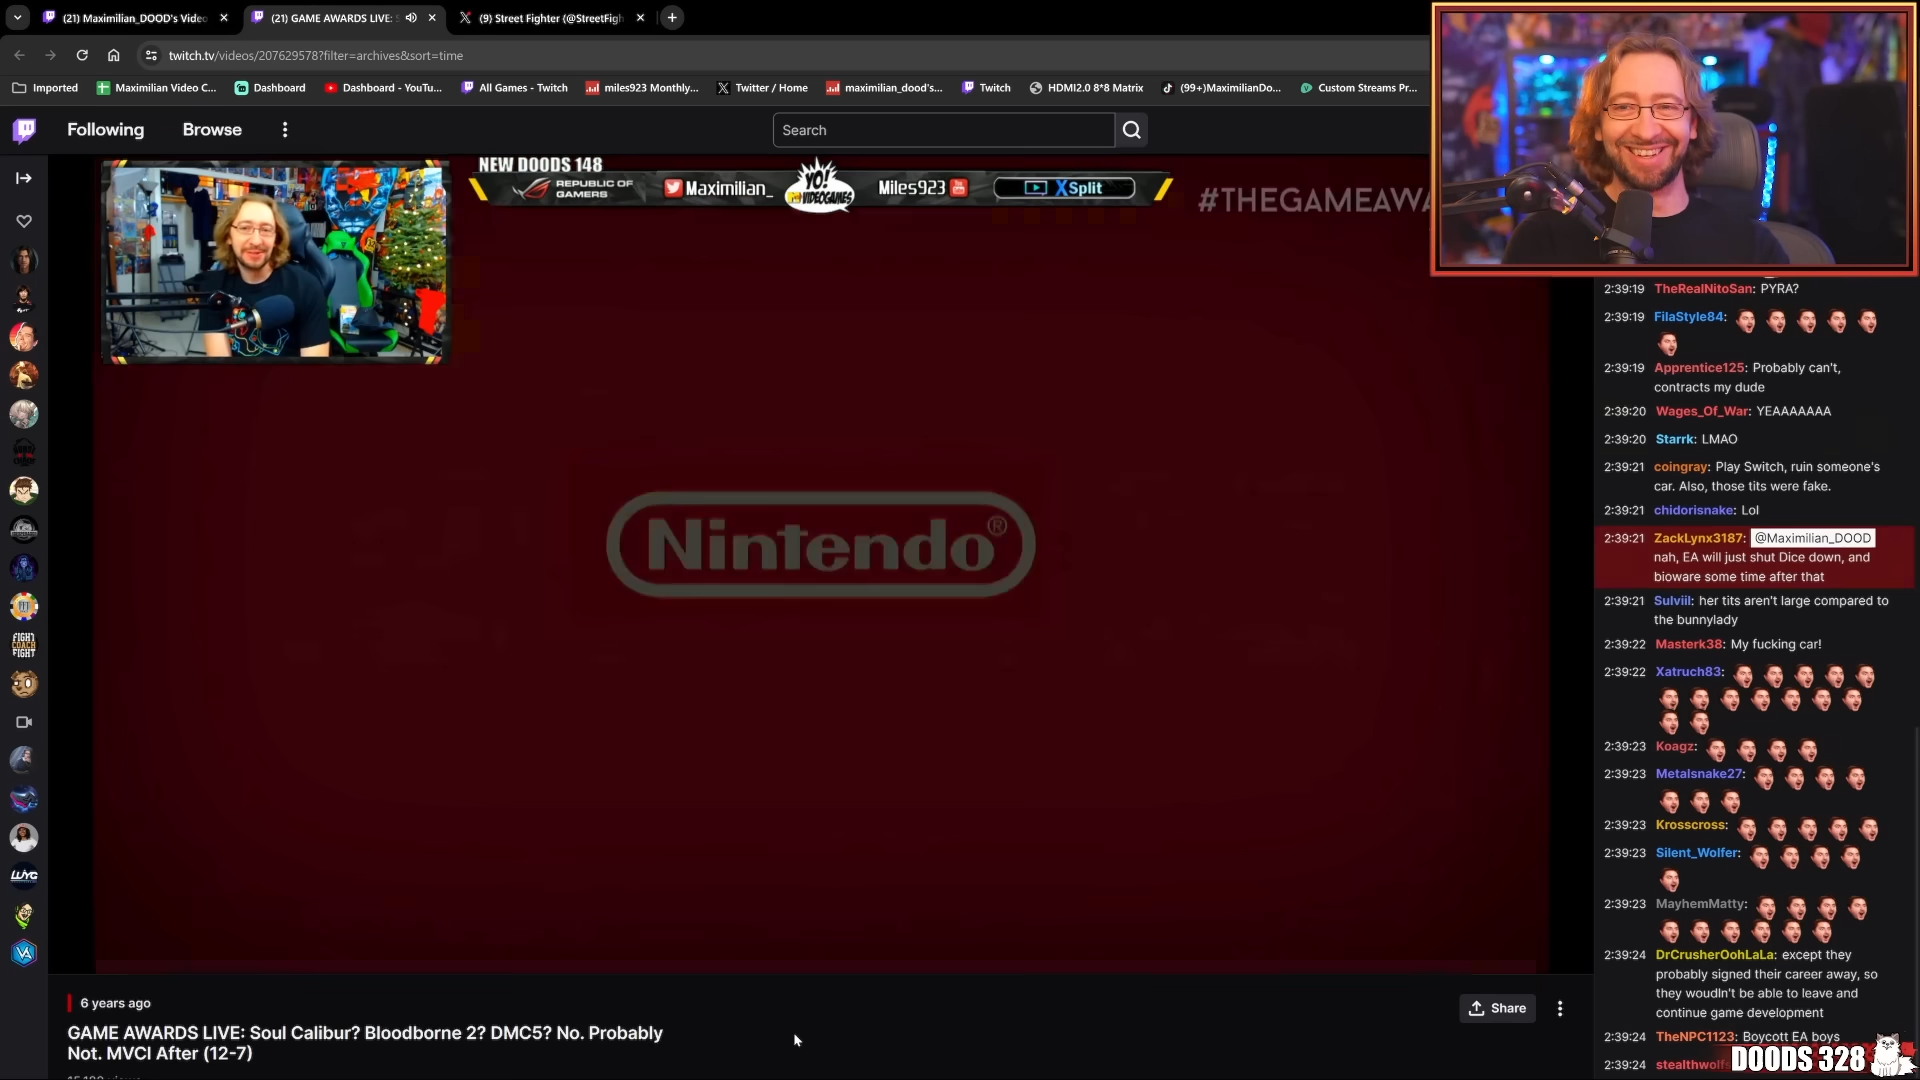 (21) Maximilian_DOOD's Video
(21) GAME AWARDS LIVE: S
(9) Street Fighter (@StreetFigh
twitch.tv/videos/207629578?filter=archives&sort=time
Imported
Maximilian Video C...
Dashboard
Dashboard - YouTu...
All Games - Twitch
miles923 Monthly...
Twitter / Home
maximilian_dood's...
Twitch
HDMI2.0 8*8 Matrix
(99+)MaximilianDo...
Custom Streams Pr...
Following
Browse
Search
NEW DOODS 148
REPUBLIC OF
GAMERS
Maximilian_
YO!
VIDEOGAMES
Miles923
XSplit
#THEGAMEAW
Nintendo®
FIGHT
COACH
FIGHT
2:39:19 TheRealNitoSan: PYRA?
2:39:19 FilaStyle84:
2:39:19 Apprentice125: Probably can't,
contracts my dude
2:39:20 Wages_Of_War: YEAAAAAAA
2:39:20 Starrk: LMAO
2:39:21 coingray: Play Switch, ruin someone's
car. Also, those tits were fake.
2:39:21 chidorisnake: Lol
2:39:21 ZackLynx3187: @Maximilian_DOOD
nah, EA will just shut Dice down, and
bioware some time after that
2:39:21 Sulviil: her tits aren't large compared to
the bunnylady
2:39:22 Masterk38: My fucking car!
2:39:22 Xatruch83:
2:39:23 Koagz:
2:39:23 Metalsnake27:
2:39:23 Krosscross:
2:39:23 Silent_Wolfer:
2:39:23 MayhemMatty:
2:39:24 DrCrusherOohLaLa: except they
probably signed their career away, so
they woudln't be able to leave and
continue game development
2:39:24 TheNPC1123: Boycott EA boys
2:39:24 stealthwolf
DOODS 328
6 years ago
Share
GAME AWARDS LIVE: Soul Calibur? Bloodborne 2? DMC5? No. Probably
Not. MVCI After (12-7)